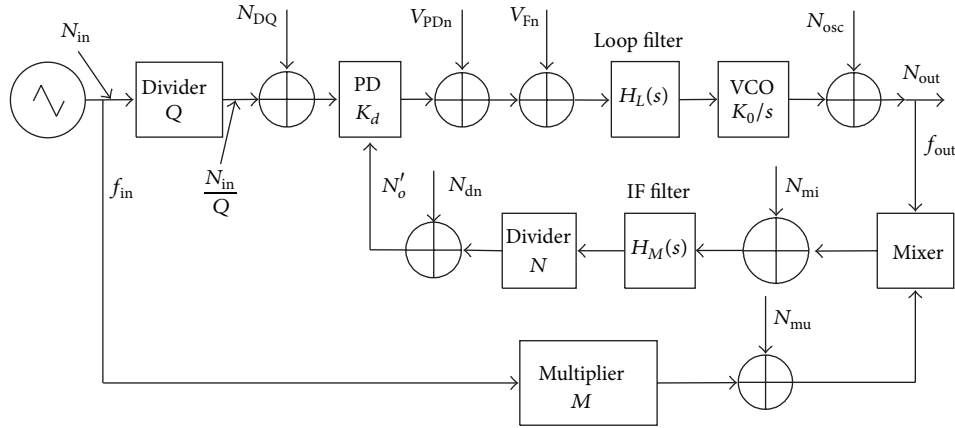 N_in
N_DQ
V_PDn
V_Fn
Loop filter
N_osc
N_out
Divider
Q
PD
K_d
H_L(s)
VCO
K_0/s
f_in
N_in
Q
N'_o
N_dn
IF filter
N_mi
f_out
Divider
N
H_M(s)
Mixer
N_mu
Multiplier
M